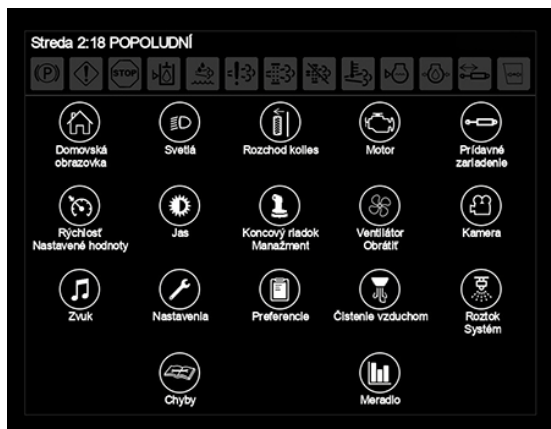 Streda 2:18 POPOLUDNÍ
(P) STOP
Domovská obrazovka
Svetlá
Rozchod kolies
Motor
Prídavné zariadenie
Rýchlosť Nastavené hodnoty
Jas
Koncový riadok Manažment
Ventilátor Obrátiť
Kamera
Zvuk
Nastavenia
Preferencie
Čistenie vzduchom
Roztok Systém
Chyby
Meradlo